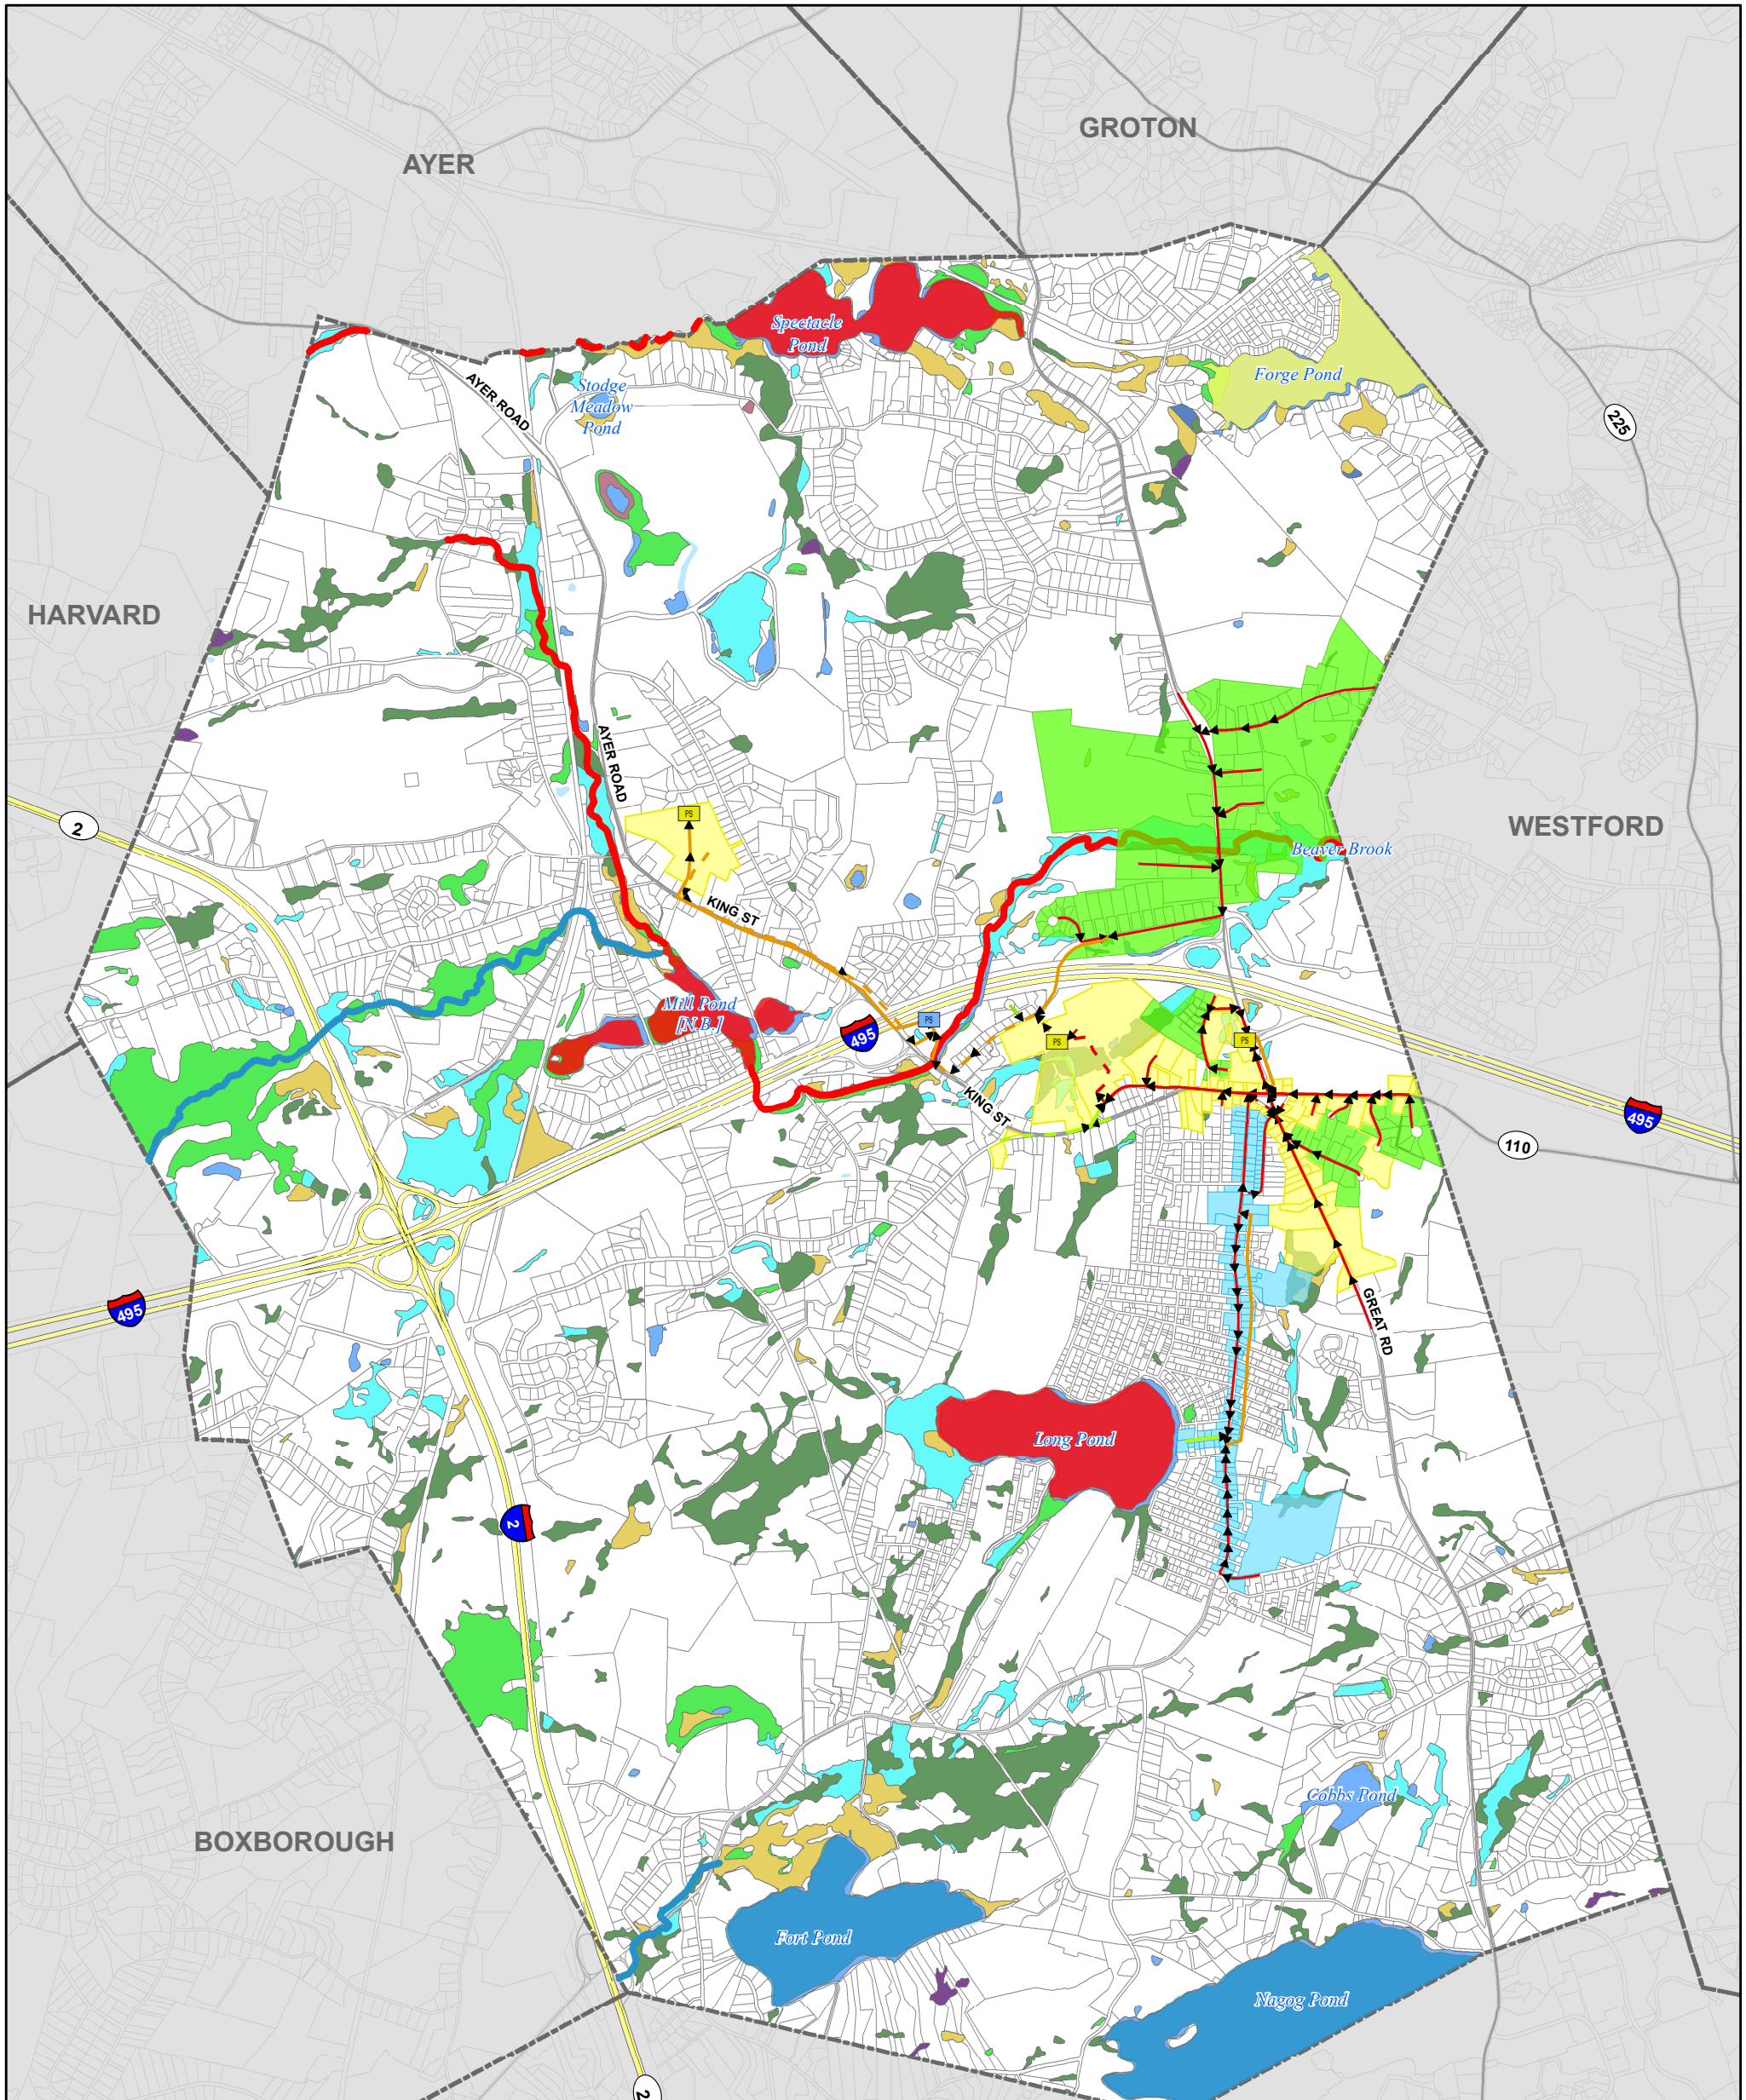 GROTON
AYER
Spectacle
Pond
AYER ROAD
Stodge
Meadow
Pond
Forge Pond
225
HARVARD
AYER ROAD
2
PS
WESTFORD
Beaver Brook
KING ST
Mill Pond
[N.B.]
495
PS
PS
PS
KING ST
495
110
495
GREAT RD
Long Pond
2
Cobbs Pond
BOXBOROUGH
Fort Pond
Nagog Pond
2